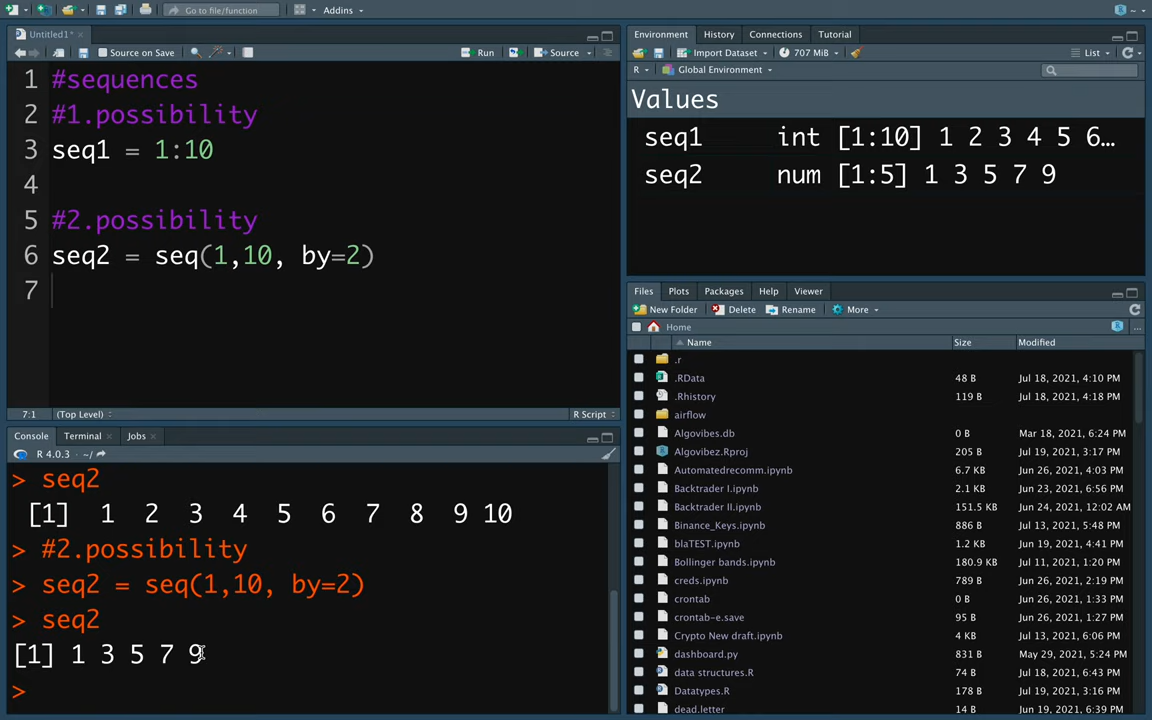 Go to file/function
Addins
Untitled1*
Source on Save
Run
Source
1 #sequences
2 #1.possibility
3 seq1 = 1:10
4
5 #2.possibility
6 seq2 = seq(1,10, by=2)
7
7:1 (Top Level)
R Script
Console Terminal Jobs
R 4.0.3 · ~/
> seq2
[1] 1 2 3 4 5 6 7 8 9 10
> #2.possibility
> seq2 = seq(1,10, by=2)
> seq2
[1] 1 3 5 7 9
>
Environment History Connections Tutorial
Import Dataset 707 MiB List
R Global Environment
Values
seq1 int [1:10] 1 2 3 4 5 6…
seq2 num [1:5] 1 3 5 7 9
Files Plots Packages Help Viewer
New Folder Delete Rename More
Home ...
Name Size Modified
.r
.RData 48 B Jul 18, 2021, 4:10 PM
.Rhistory 119 B Jul 18, 2021, 4:18 PM
airflow
Algovibes.db 0 B Mar 18, 2021, 6:24 PM
Algovibez.Rproj 205 B Jul 19, 2021, 3:17 PM
Automatedrecomm.ipynb 6.7 KB Jun 26, 2021, 4:03 PM
Backtrader I.ipynb 2.1 KB Jun 23, 2021, 6:56 PM
Backtrader II.ipynb 151.5 KB Jun 24, 2021, 12:02 AM
Binance_Keys.ipynb 886 B Jul 13, 2021, 5:48 PM
blaTEST.ipynb 1.2 KB Jun 19, 2021, 4:41 PM
Bollinger bands.ipynb 180.9 KB Jul 11, 2021, 1:20 PM
creds.ipynb 789 B Jun 26, 2021, 2:19 PM
crontab 0 B Jun 26, 2021, 1:33 PM
crontab-e.save 95 B Jun 26, 2021, 1:27 PM
Crypto New draft.ipynb 4 KB Jul 13, 2021, 6:06 PM
dashboard.py 831 B May 29, 2021, 5:24 PM
data structures.R 74 B Jul 19, 2021, 6:43 PM
Datatypes.R 178 B Jul 19, 2021, 3:16 PM
dead.letter 14 B Jun 26, 2021, 1:39 PM